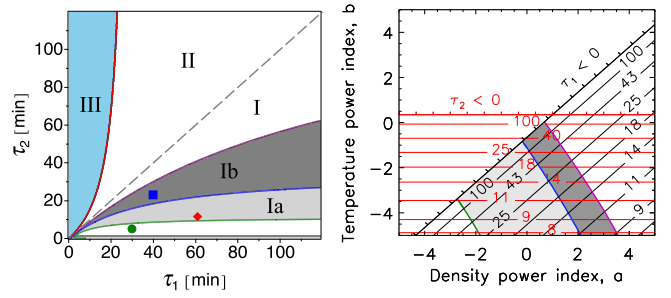 120
100
80
60
40
20
0
τ₂ [min]
III
II
I
Ib
Ia
0 20 40 60 80 100
τ₁ [min]
Temperature power index, b
4
2
0
−2
−4
τ₁ < 0
τ₂ < 0
100
43
25
18
14
11
9
100
40
25
18
14
11
9
8
100
43
25
−4 −2 0 2 4
Density power index, a